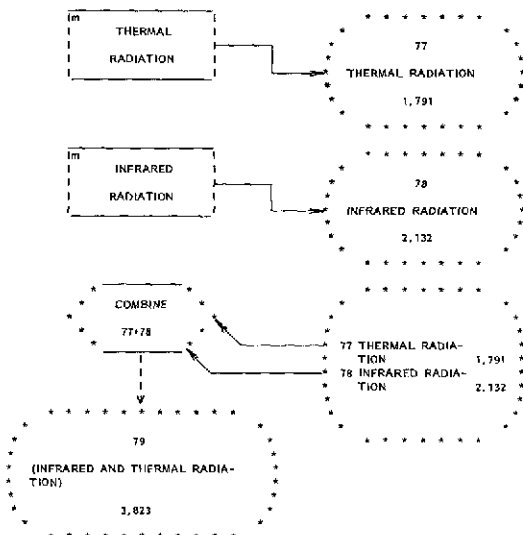 m
THERMAL
RADIATION
77
THERMAL RADIATION
1,791
m
INFRARED
RADIATION
78
INFRARED RADIATION
2,132
COMBINE
77+78
77 THERMAL RADIA-
TION 1,791
78 INFRARED RADIA-
TION 2,132
79
(INFRARED AND THERMAL RADIA-
TION)
3,823